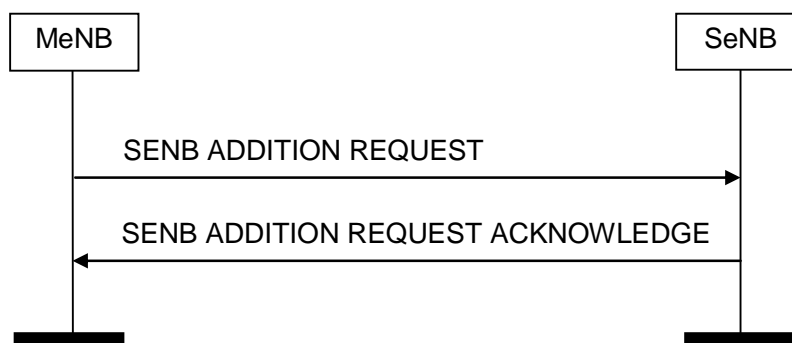 MeNB
SeNB
SENB ADDITION REQUEST
SENB ADDITION REQUEST ACKNOWLEDGE